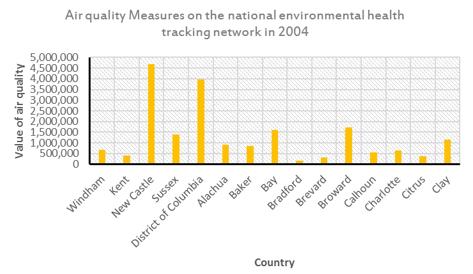 Air quality Measures on the national environmental health
tracking network in 2004
Value of air quality
5,000,000
4,500,000
4,000,000
3,500,000
3,000,000
2,500,000
2,000,000
1,500,000
1,000,000
500,000
0
Windham
Kent
New Castle
Sussex
District of Columbia
Alachua
Baker
Bay
Bradford
Brevard
Broward
Calhoun
Charlotte
Citrus
Clay
Country